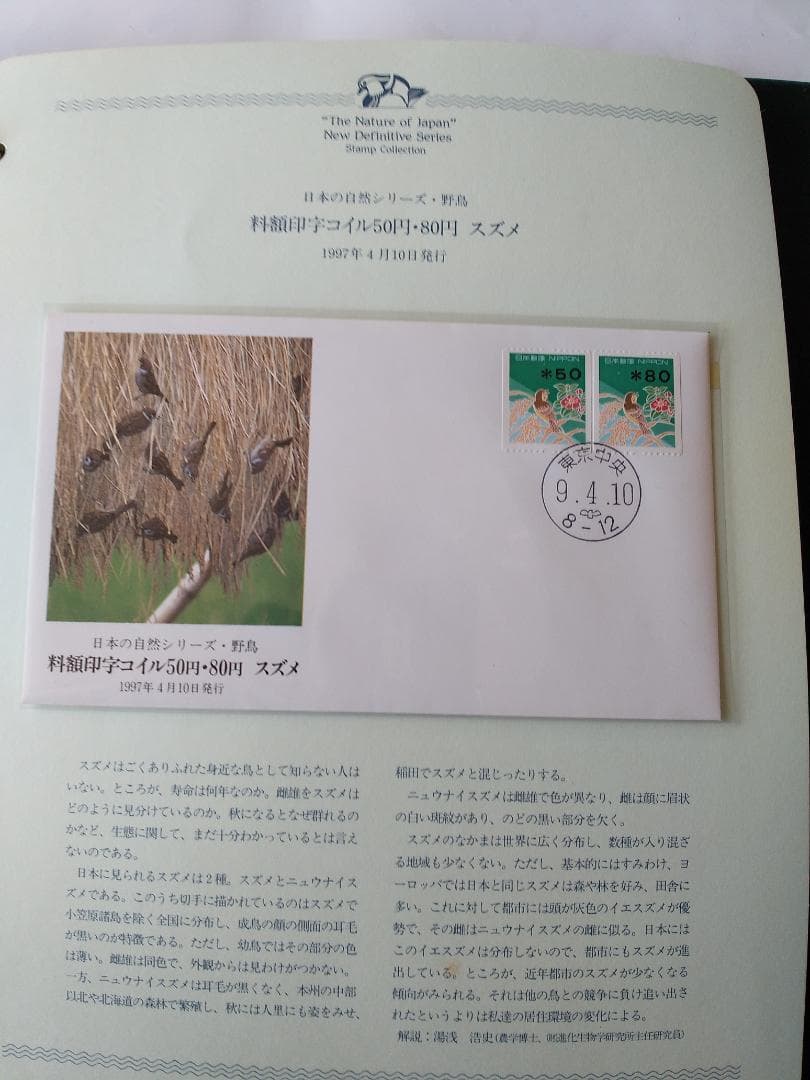 "The Nature of Japan"
New Definitive Series
Stamp Collection
日本の自然シリーズ・野鳥
料額印字コイル50円・80円 スズメ
1997年4月10日発行
日本郵便 NIPPON
*50
日本郵便 NIPPON
*80
東京中央
9.4.10
8-12
日本の自然シリーズ・野鳥
料額印字コイル50円・80円 スズメ
1997年4月10日発行
スズメはごくありふれた身近な鳥として知らない人は
いない。ところが、寿命は何年なのか。雌雄をスズメは
どのように見分けているのか。秋になるとなぜ群れるの
かなど、生態に関して、まだ十分わかっているとは言え
ないのである。
日本に見られるスズメは2種。スズメとニュウナイス
ズメである。このうち切手に描かれているのはスズメで
小笠原諸島を除く全国に分布し、成鳥の顔の側面の耳毛
が黒いのが特徴である。ただし、幼鳥ではその部分の色
は薄い。雌雄は同色で、外観からは見わけがつかない。
一方、ニュウナイスズメは耳毛が黒くなく、本州の中部
以北や北海道の森林で繁殖し、秋には人里にも姿をみせ、
稲田でスズメと混じったりする。
ニュウナイスズメは雌雄で色が異なり、雌は顔に眉状
の白い斑紋があり、のどの黒い部分を欠く。
スズメのなかまは世界に広く分布し、数種が入り混ざ
る地域も少なくない。ただし、基本的にはすみわけ、ヨ
ーロッパでは日本と同じスズメは森や林を好み、田舎に
多い。これに対して都市には頭が灰色のイエスズメが優
勢で、その雌はニュウナイスズメの雌に似る。日本には
このイエスズメは分布しないので、都市にもスズメが進
出している。ところが、近年都市のスズメが少なくなる
傾向がみられる。それは他の鳥との競争に負け追い出さ
れたというよりは私達の居住環境の変化による。
解説：湯浅 浩史(農学博士、㈶進化生物学研究所主任研究員)